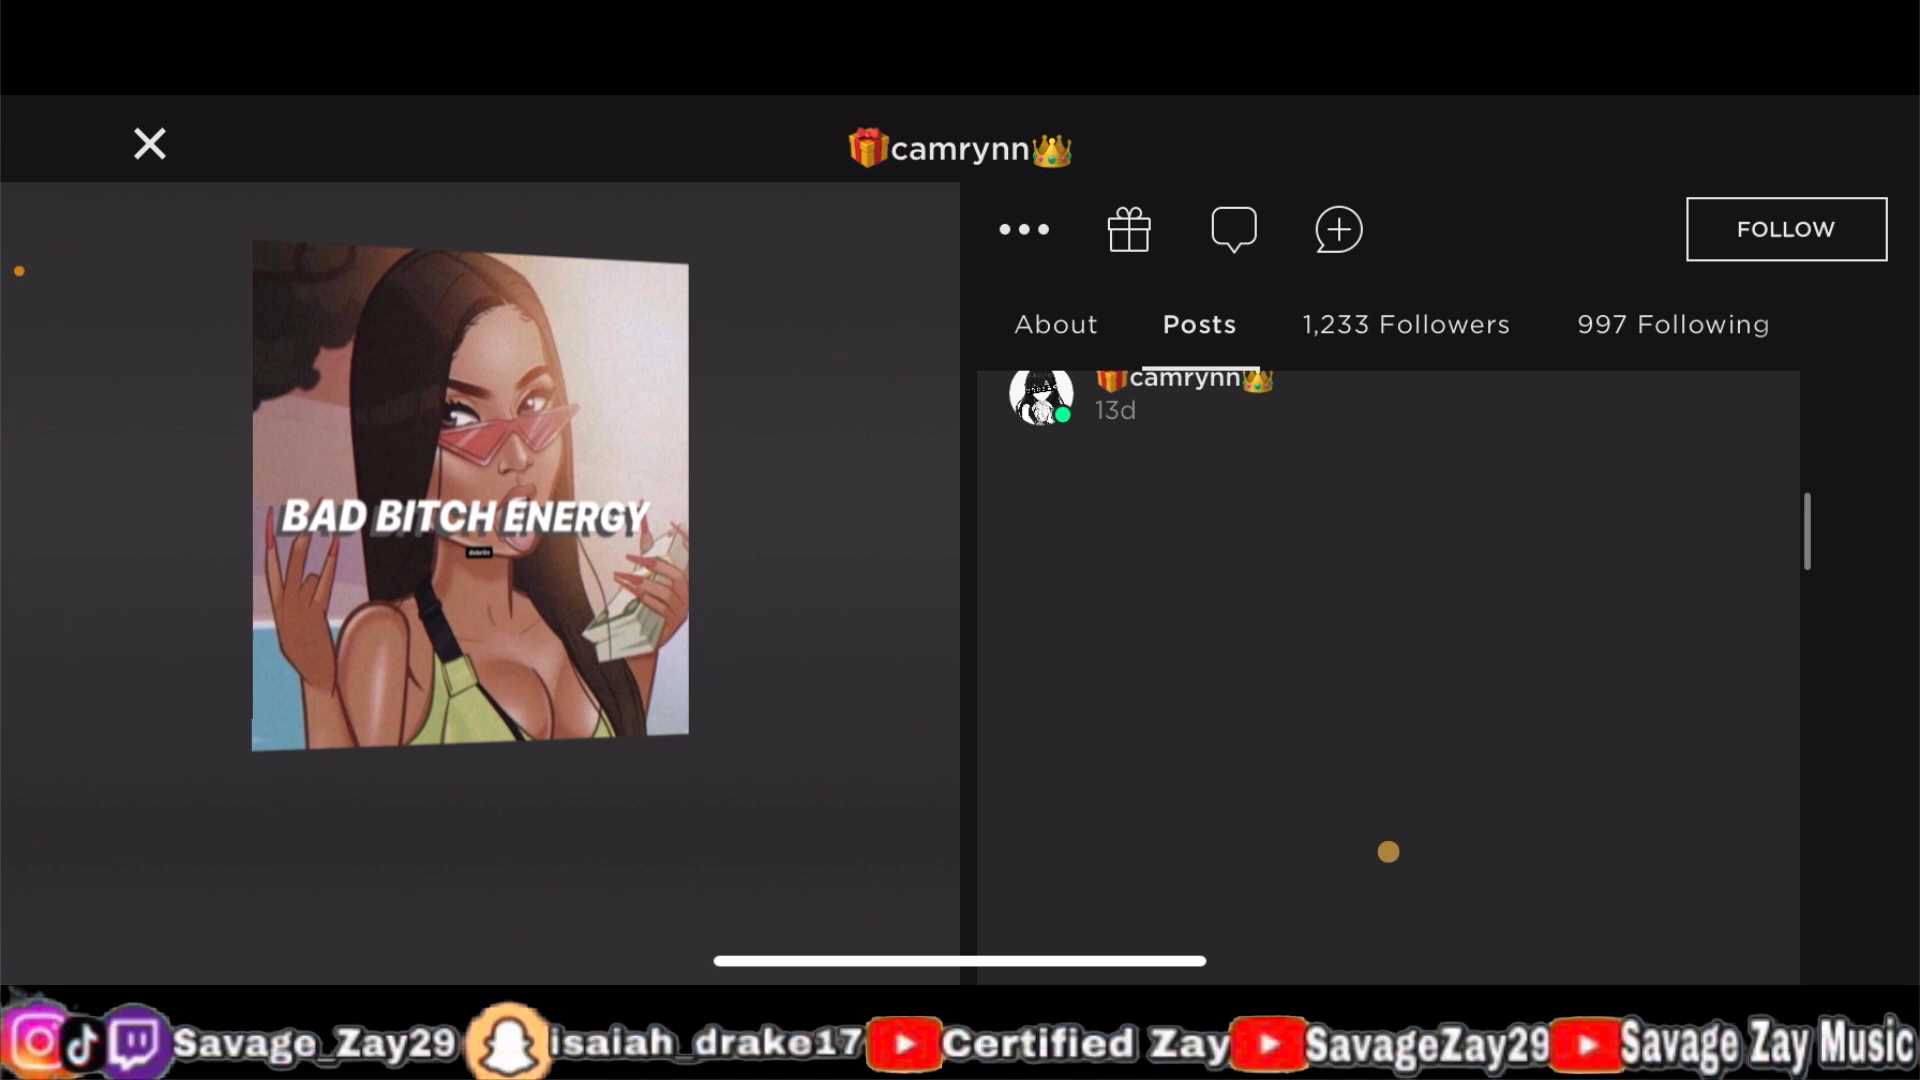 🎁camrynn👑
FOLLOW
About Posts 1,233 Followers 997 Following
🎁camrynn👑
13d
BAD BITCH ENERGY
Savage_Zay29 isaiah_drake17 Certified Zay SavageZay29 Savage Zay Music